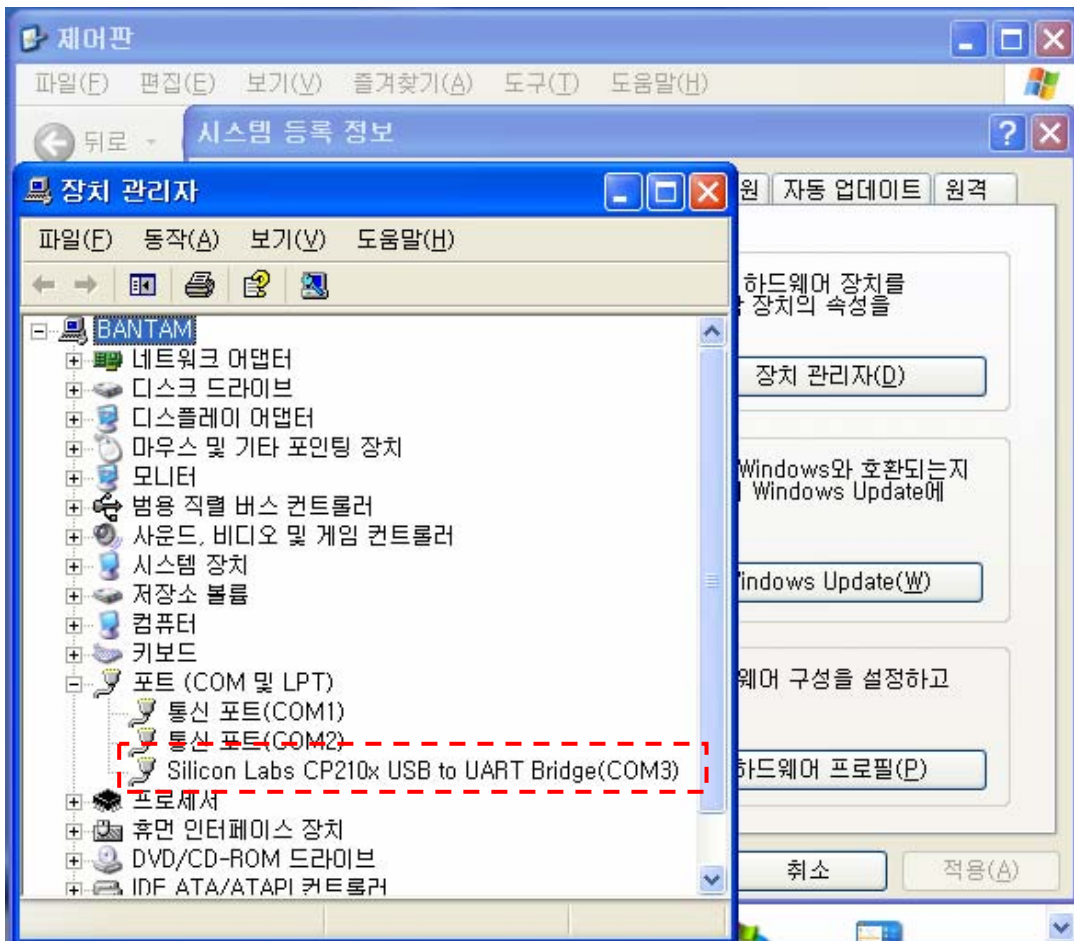 제어판
파일(F) 편집(E) 보기(V) 즐겨찾기(A) 도구(T) 도움말(H)
뒤로
시스템 등록 정보
장치 관리자
원 자동 업데이트 원격
파일(F) 동작(A) 보기(V) 도움말(H)
하드웨어 장치를
장치의 속성을
장치 관리자(D)
BANTAM
네트워크 어댑터
디스크 드라이브
디스플레이 어댑터
마우스 및 기타 포인팅 장치
모니터
범용 직렬 버스 컨트롤러
사운드, 비디오 및 게임 컨트롤러
시스템 장치
저장소 볼륨
컴퓨터
키보드
포트 (COM 및 LPT)
통신 포트(COM1)
통신 포트(COM2)
Silicon Labs CP210x USB to UART Bridge(COM3)
프로세서
휴먼 인터페이스 장치
DVD/CD-ROM 드라이브
IDE ATA/ATAPI 컨트롤러
Windows와 호환되는지
Windows Update에
indows Update(W)
웨어 구성을 설정하고
하드웨어 프로필(P)
취소 적용(A)